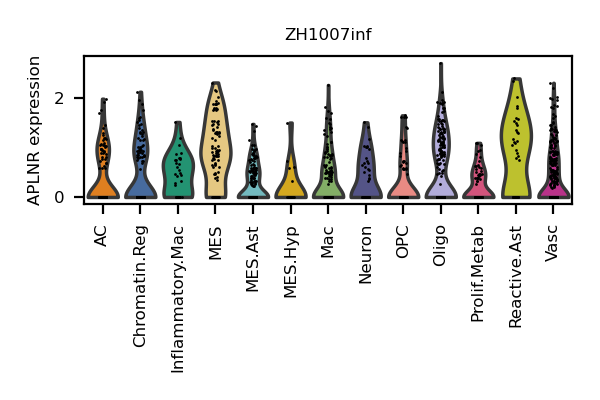 ZH1007inf
APLNR expression
2
0
AC
Chromatin.Reg
Inflammatory.Mac
MES
MES.Ast
MES.Hyp
Mac
Neuron
OPC
Oligo
Prolif.Metab
Reactive.Ast
Vasc